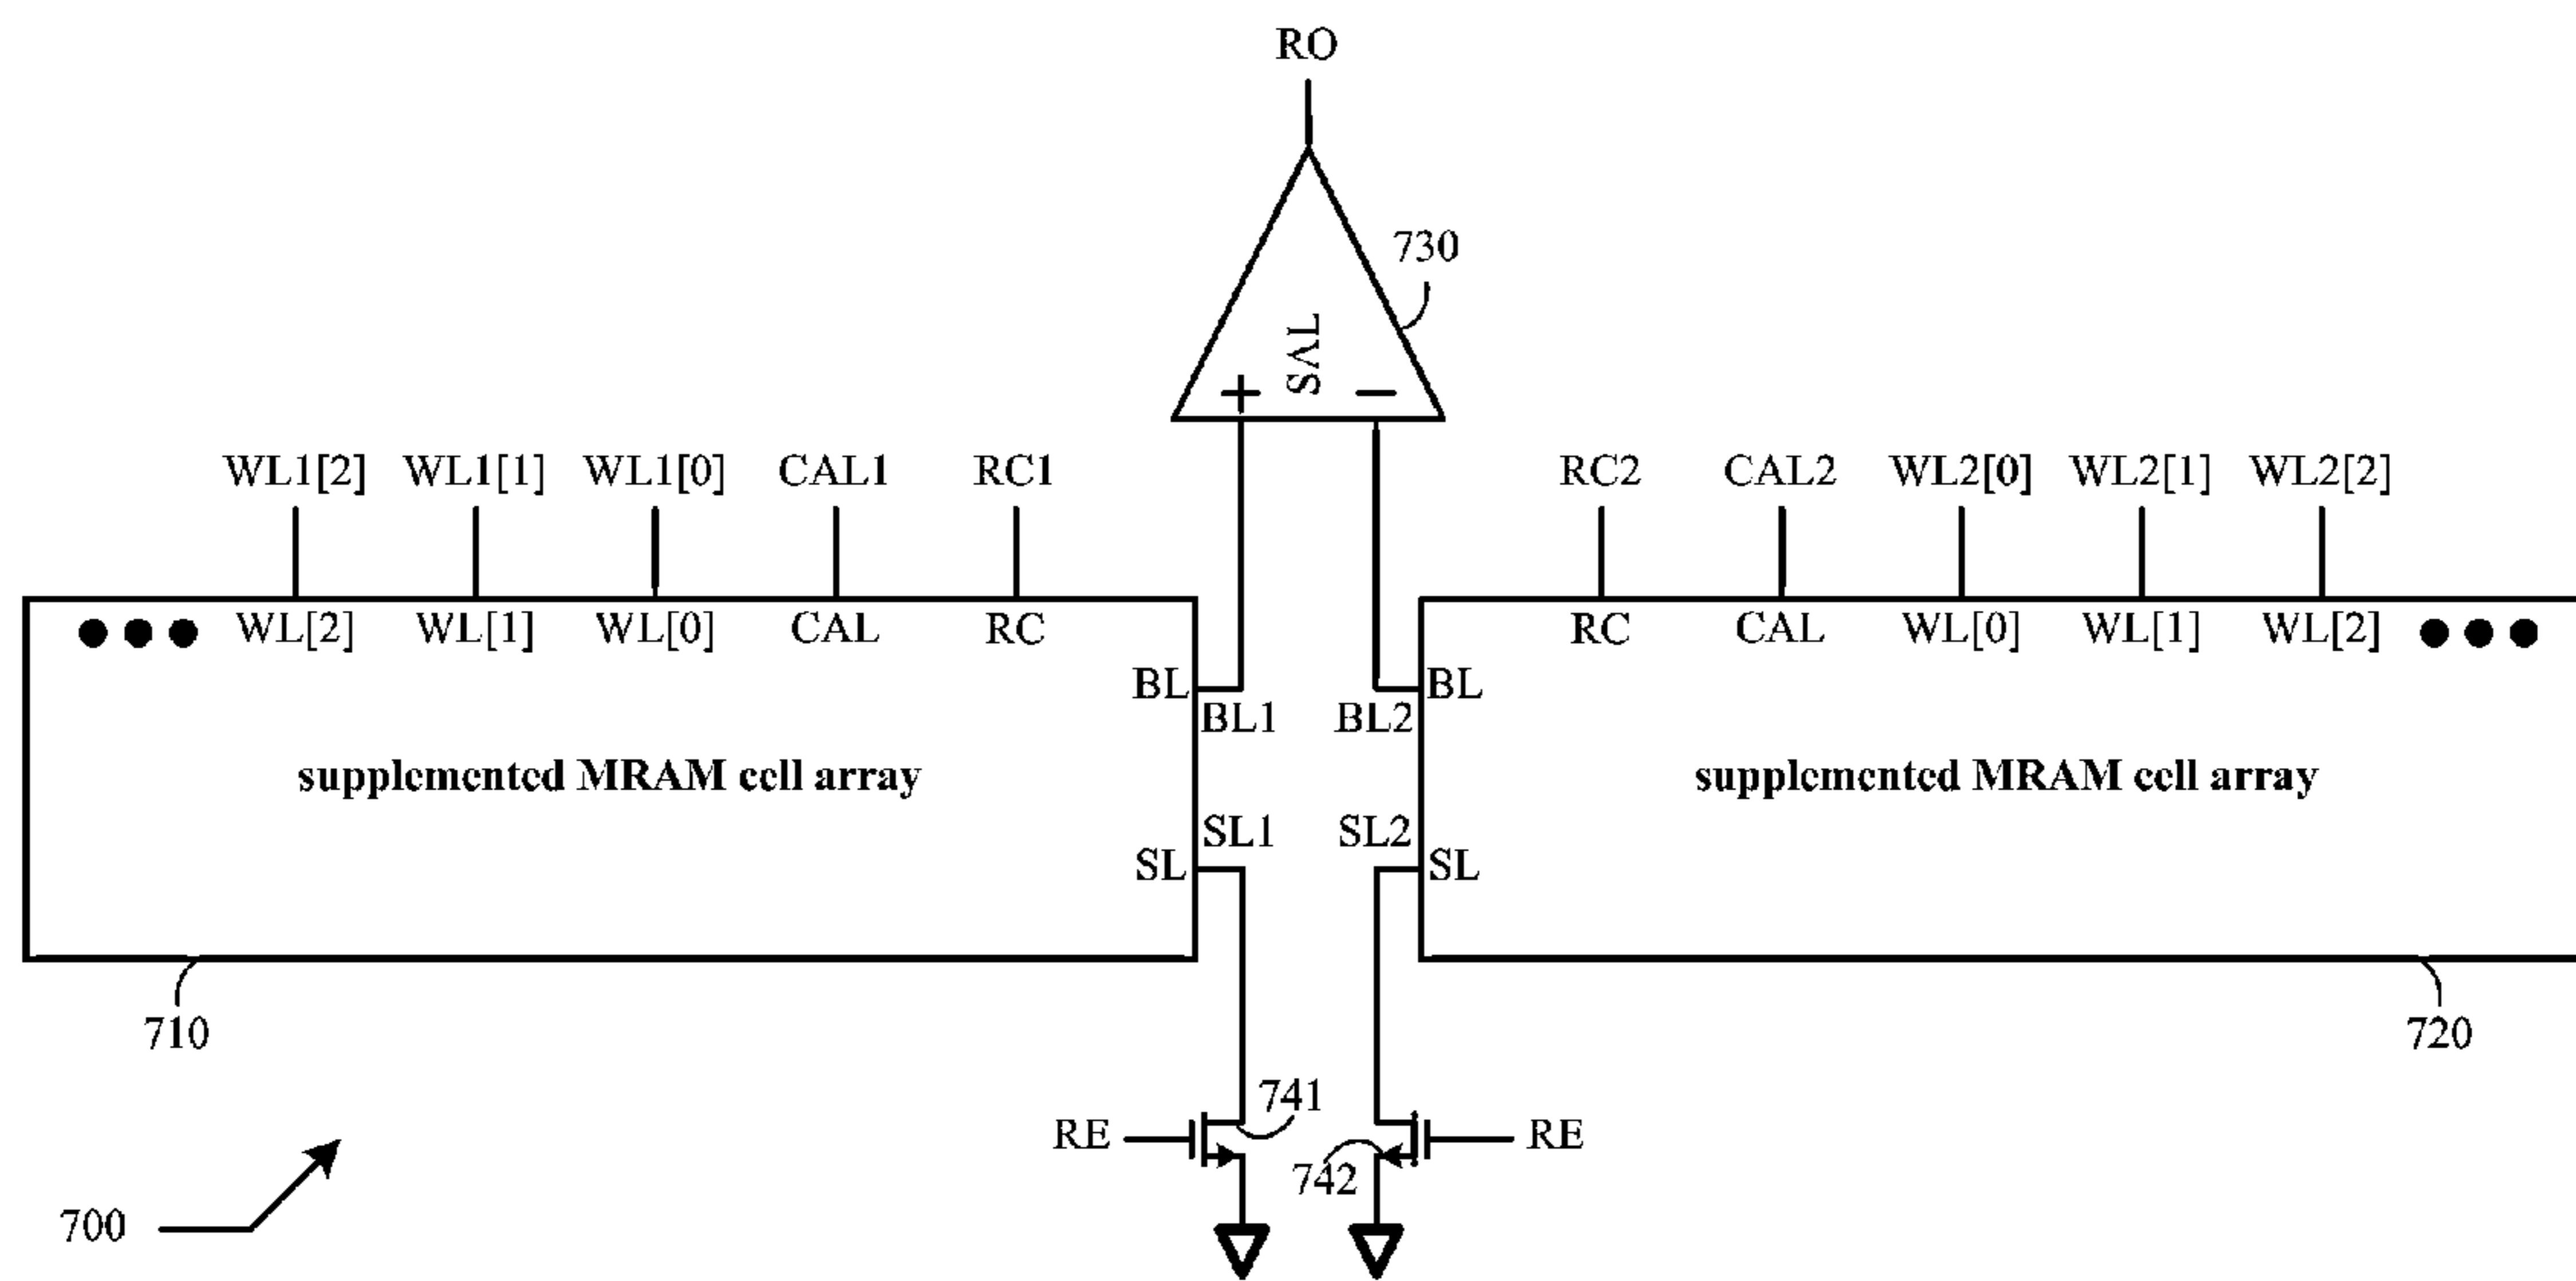 RO
730
SVL
+ −
WL1[2] WL1[1] WL1[0] CAL1 RC1
RC2 CAL2 WL2[0] WL2[1] WL2[2]
WL[2] WL[1] WL[0] CAL RC
RC CAL WL[0] WL[1] WL[2]
BL BL
BL1 BL2
supplemented MRAM cell array
supplemented MRAM cell array
SL1 SL2
SL SL
710
720
741
RE RE
742
700